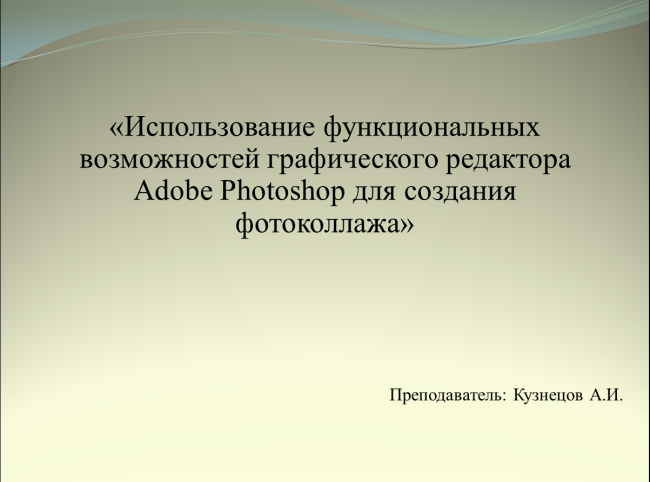 «Использование функциональных
возможностей графического редактора
Adobe Photoshop для создания
фотоколлажа»
Преподаватель: Кузнецов А.И.